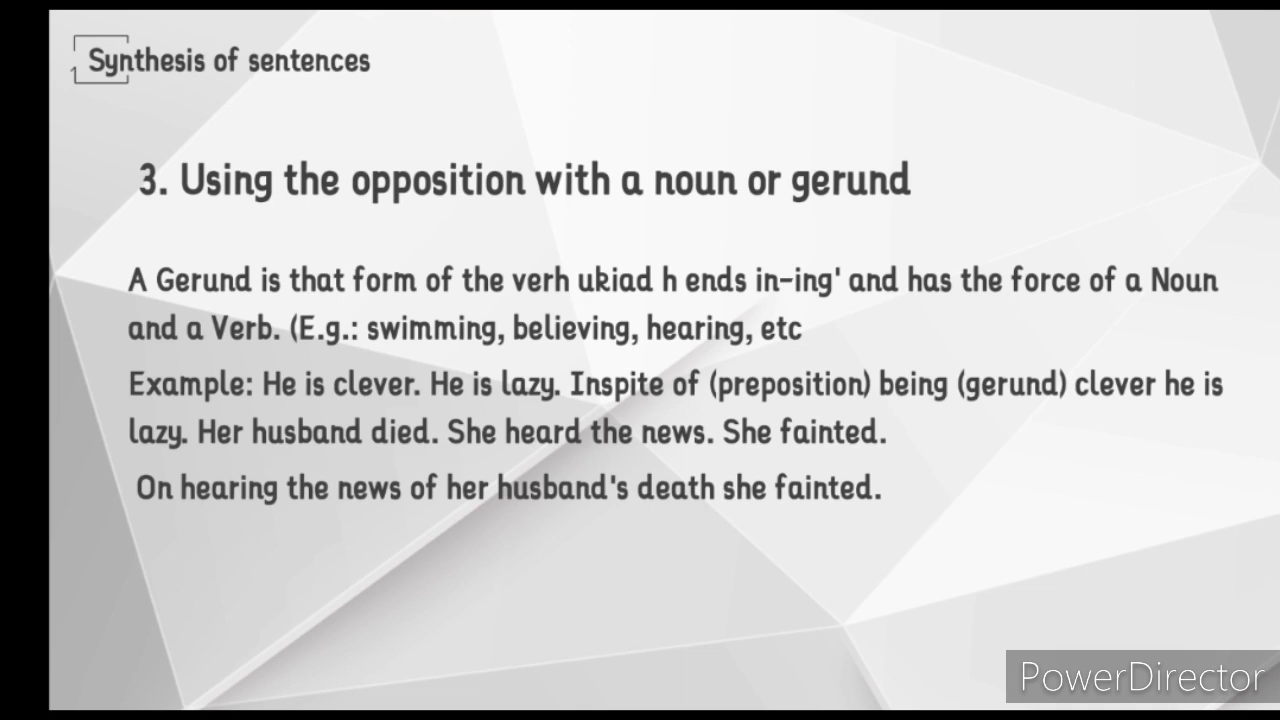 Synthesis of sentences
3. Using the opposition with a noun or gerund
A Gerund is that form of the verh ukiad h ends in-ing' and has the force of a Noun
and a Verb. (E.g.: swimming, believing, hearing, etc
Example: He is clever. He is lazy. Inspite of (preposition) being (gerund) clever he is
lazy. Her husband died. She heard the news. She fainted.
On hearing the news of her husband's death she fainted.
PowerDirector